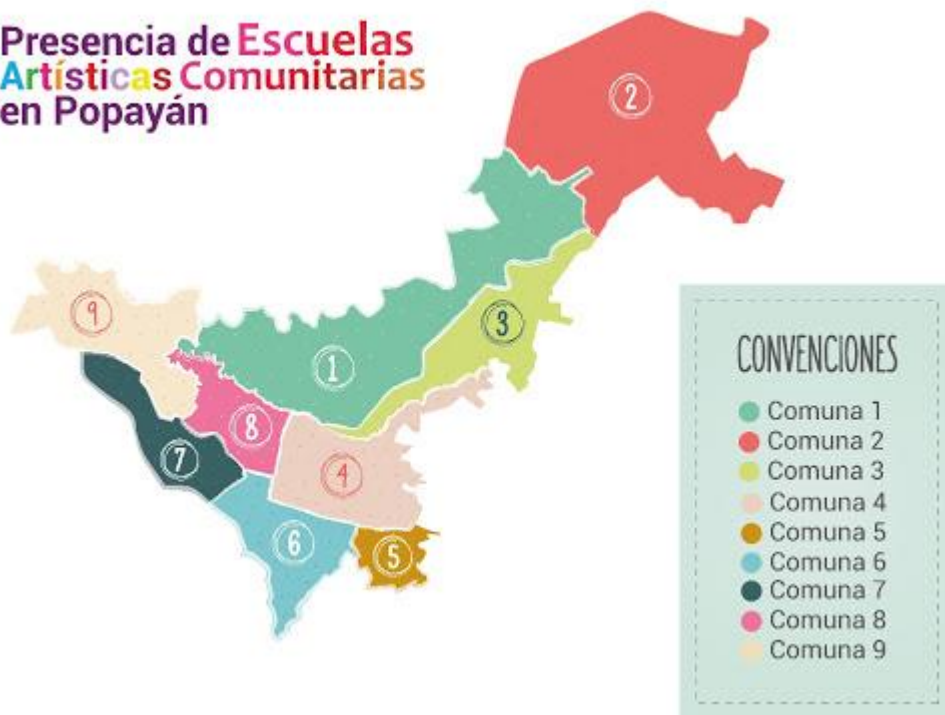 Presencia de Escuelas
Artísticas Comunitarias
en Popayán
2
9
3
1
8
7
4
6
5
CONVENCIONES
Comuna 1
Comuna 2
Comuna 3
Comuna 4
Comuna 5
Comuna 6
Comuna 7
Comuna 8
Comuna 9